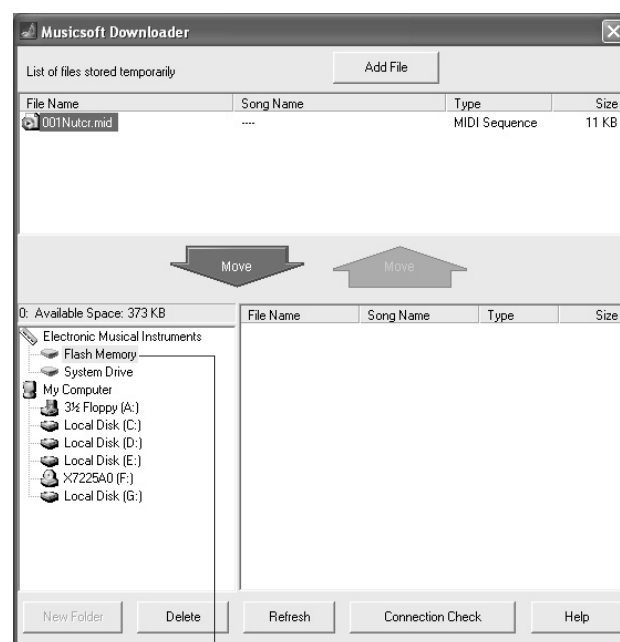 Musicsoft Downloader
List of files stored temporarily
Add File
File Name Song Name Type Size
001Nutcr.mid ---- MIDI Sequence 11 KB
Move Move
0: Available Space: 373 KB
File Name Song Name Type Size
Electronic Musical Instruments
Flash Memory
System Drive
My Computer
3½ Floppy (A:)
Local Disk (C:)
Local Disk (D:)
Local Disk (E:)
X7225A0 (F:)
Local Disk (G:)
New Folder Delete Refresh Connection Check Help